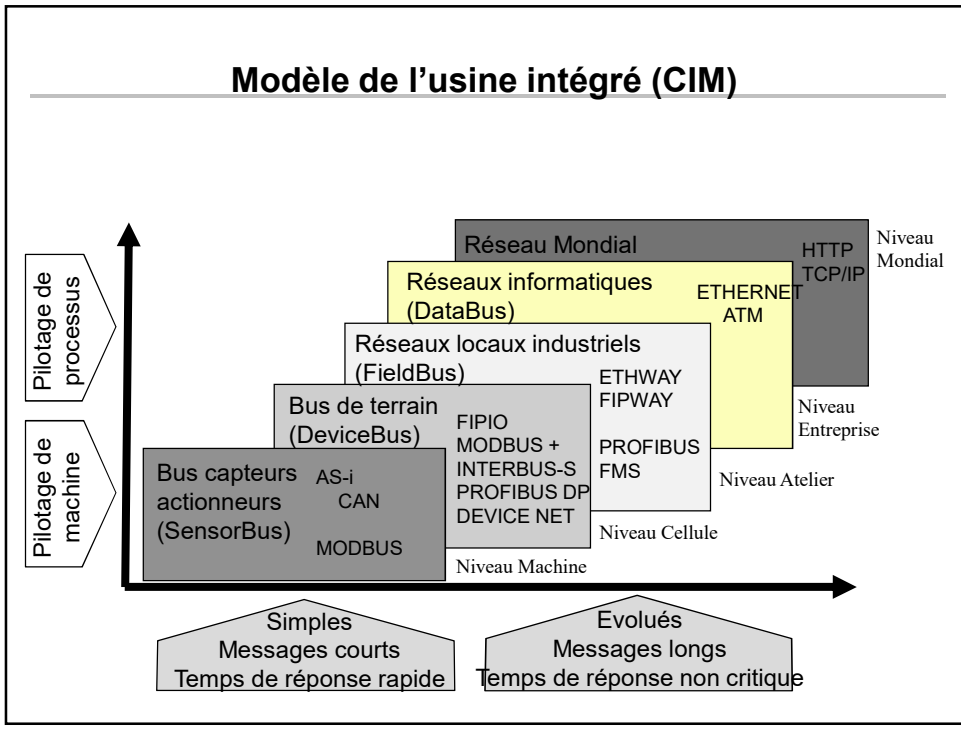 Modèle de l'usine intégré (CIM)
Pilotage de
processus
Pilotage de
machine
Réseau Mondial
HTTP
TCP/IP
Niveau
Mondial
Réseaux informatiques
(DataBus)
ETHERNET
ATM
Niveau
Entreprise
Réseaux locaux industriels
(FieldBus)
ETHWAY
FIPWAY
PROFIBUS
FMS
Niveau Atelier
Bus de terrain
(DeviceBus)
FIPIO
MODBUS +
INTERBUS-S
PROFIBUS DP
DEVICE NET
Niveau Cellule
Bus capteurs
actionneurs
(SensorBus)
AS-i
CAN
MODBUS
Niveau Machine
Simples
Messages courts
Temps de réponse rapide
Evolués
Messages longs
Temps de réponse non critique